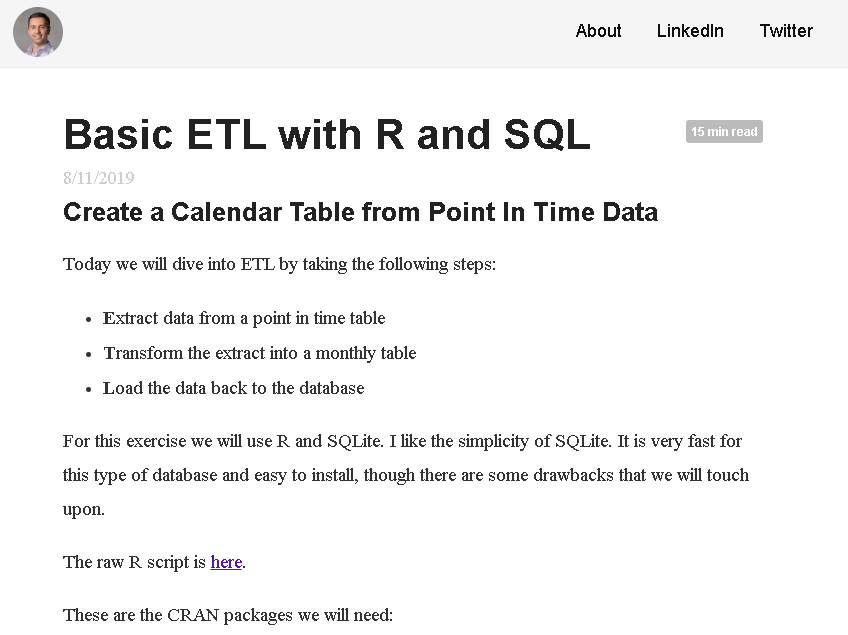 About LinkedIn Twitter
Basic ETL with R and SQL
15 min read
8/11/2019
Create a Calendar Table from Point In Time Data
Today we will dive into ETL by taking the following steps:
• Extract data from a point in time table
• Transform the extract into a monthly table
• Load the data back to the database
For this exercise we will use R and SQLite. I like the simplicity of SQLite. It is very fast for
this type of database and easy to install, though there are some drawbacks that we will touch
upon.
The raw R script is here.
These are the CRAN packages we will need: